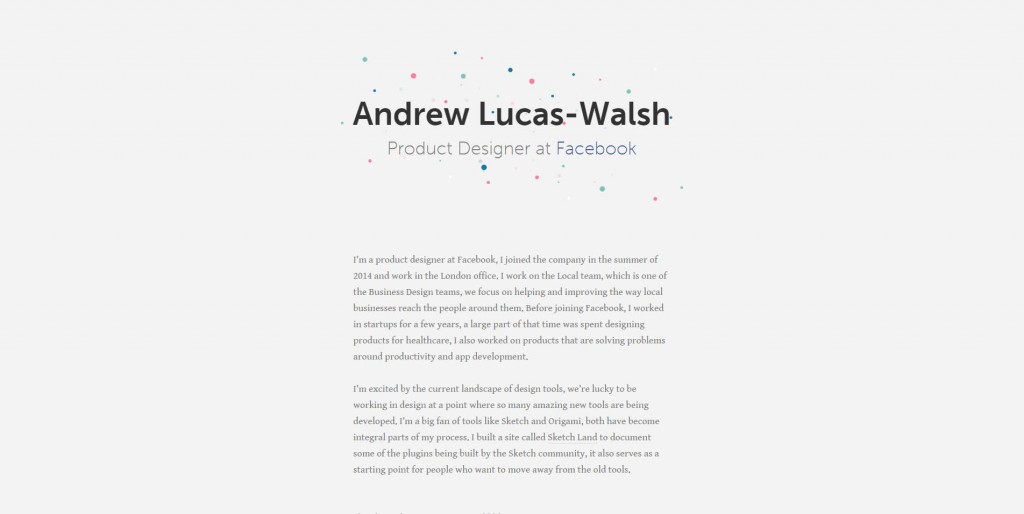 Andrew Lucas-Walsh
Product Designer at Facebook
I'm a product designer at Facebook, I joined the company in the summer of
2014 and work in the London office. I work on the Local team, which is one of
the Business Design teams, we focus on helping and improving the way local
businesses reach the people around them. Before joining Facebook, I worked
in startups for a few years, a large part of that time was spent designing
products for healthcare, I also worked on products that are solving problems
around productivity and app development.
I'm excited by the current landscape of design tools, we're lucky to be
working in design at a point where so many amazing new tools are being
developed. I'm a big fan of tools like Sketch and Origami, both have become
integral parts of my process. I built a site called Sketch Land to document
some of the plugins being built by the Sketch community, it also serves as a
starting point for people who want to move away from the old tools.